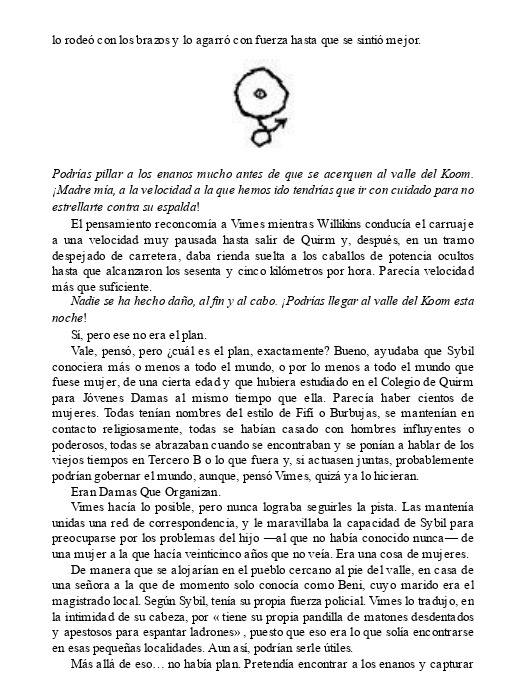 lo rodeó con los brazos y lo agarró con fuerza hasta que se sintió mejor.
Podrías pillar a los enanos mucho antes de que se acerquen al valle del Koom.
¡Madre mía, a la velocidad a la que hemos ido tendrías que ir con cuidado para no
estrellarte contra su espalda!
El pensamiento reconcomía a Vimes mientras Willikins conducía el carruaje
a una velocidad muy pausada hasta salir de Quirm y, después, en un tramo
despejado de carretera, daba rienda suelta a los caballos de potencia ocultos
hasta que alcanzaron los sesenta y cinco kilómetros por hora. Parecía velocidad
más que suficiente.
Nadie se ha hecho daño, al fin y al cabo. ¡Podrías llegar al valle del Koom esta
noche!
Sí, pero ese no era el plan.
Vale, pensó, pero ¿cuál es el plan, exactamente? Bueno, ayudaba que Sybil
conociera más o menos a todo el mundo, o por lo menos a todo el mundo que
fuese mujer, de una cierta edad y que hubiera estudiado en el Colegio de Quirm
para Jóvenes Damas al mismo tiempo que ella. Parecía haber cientos de
mujeres. Todas tenían nombres del estilo de Fifí o Burbujas, se mantenían en
contacto religiosamente, todas se habían casado con hombres influyentes o
poderosos, todas se abrazaban cuando se encontraban y se ponían a hablar de los
viejos tiempos en Tercero B o lo que fuera y, si actuasen juntas, probablemente
podrían gobernar el mundo, aunque, pensó Vimes, quizá ya lo hicieran.
Eran Damas Que Organizan.
Vimes hacía lo posible, pero nunca lograba seguirles la pista. Las mantenía
unidas una red de correspondencia, y le maravillaba la capacidad de Sybil para
preocuparse por los problemas del hijo —al que no había conocido nunca— de
una mujer a la que hacía veinticinco años que no veía. Era una cosa de mujeres.
De manera que se alojarían en el pueblo cercano al pie del valle, en casa de
una señora a la que de momento solo conocía como Beni, cuyo marido era el
magistrado local. Según Sybil, tenía su propia fuerza policial. Vimes lo tradujo, en
la intimidad de su cabeza, por «tiene su propia pandilla de matones desdentados
y apestosos para espantar ladrones», puesto que eso era lo que solía encontrarse
en esas pequeñas localidades. Aun así, podrían serle útiles.
Más allá de eso… no había plan. Pretendía encontrar a los enanos y capturar